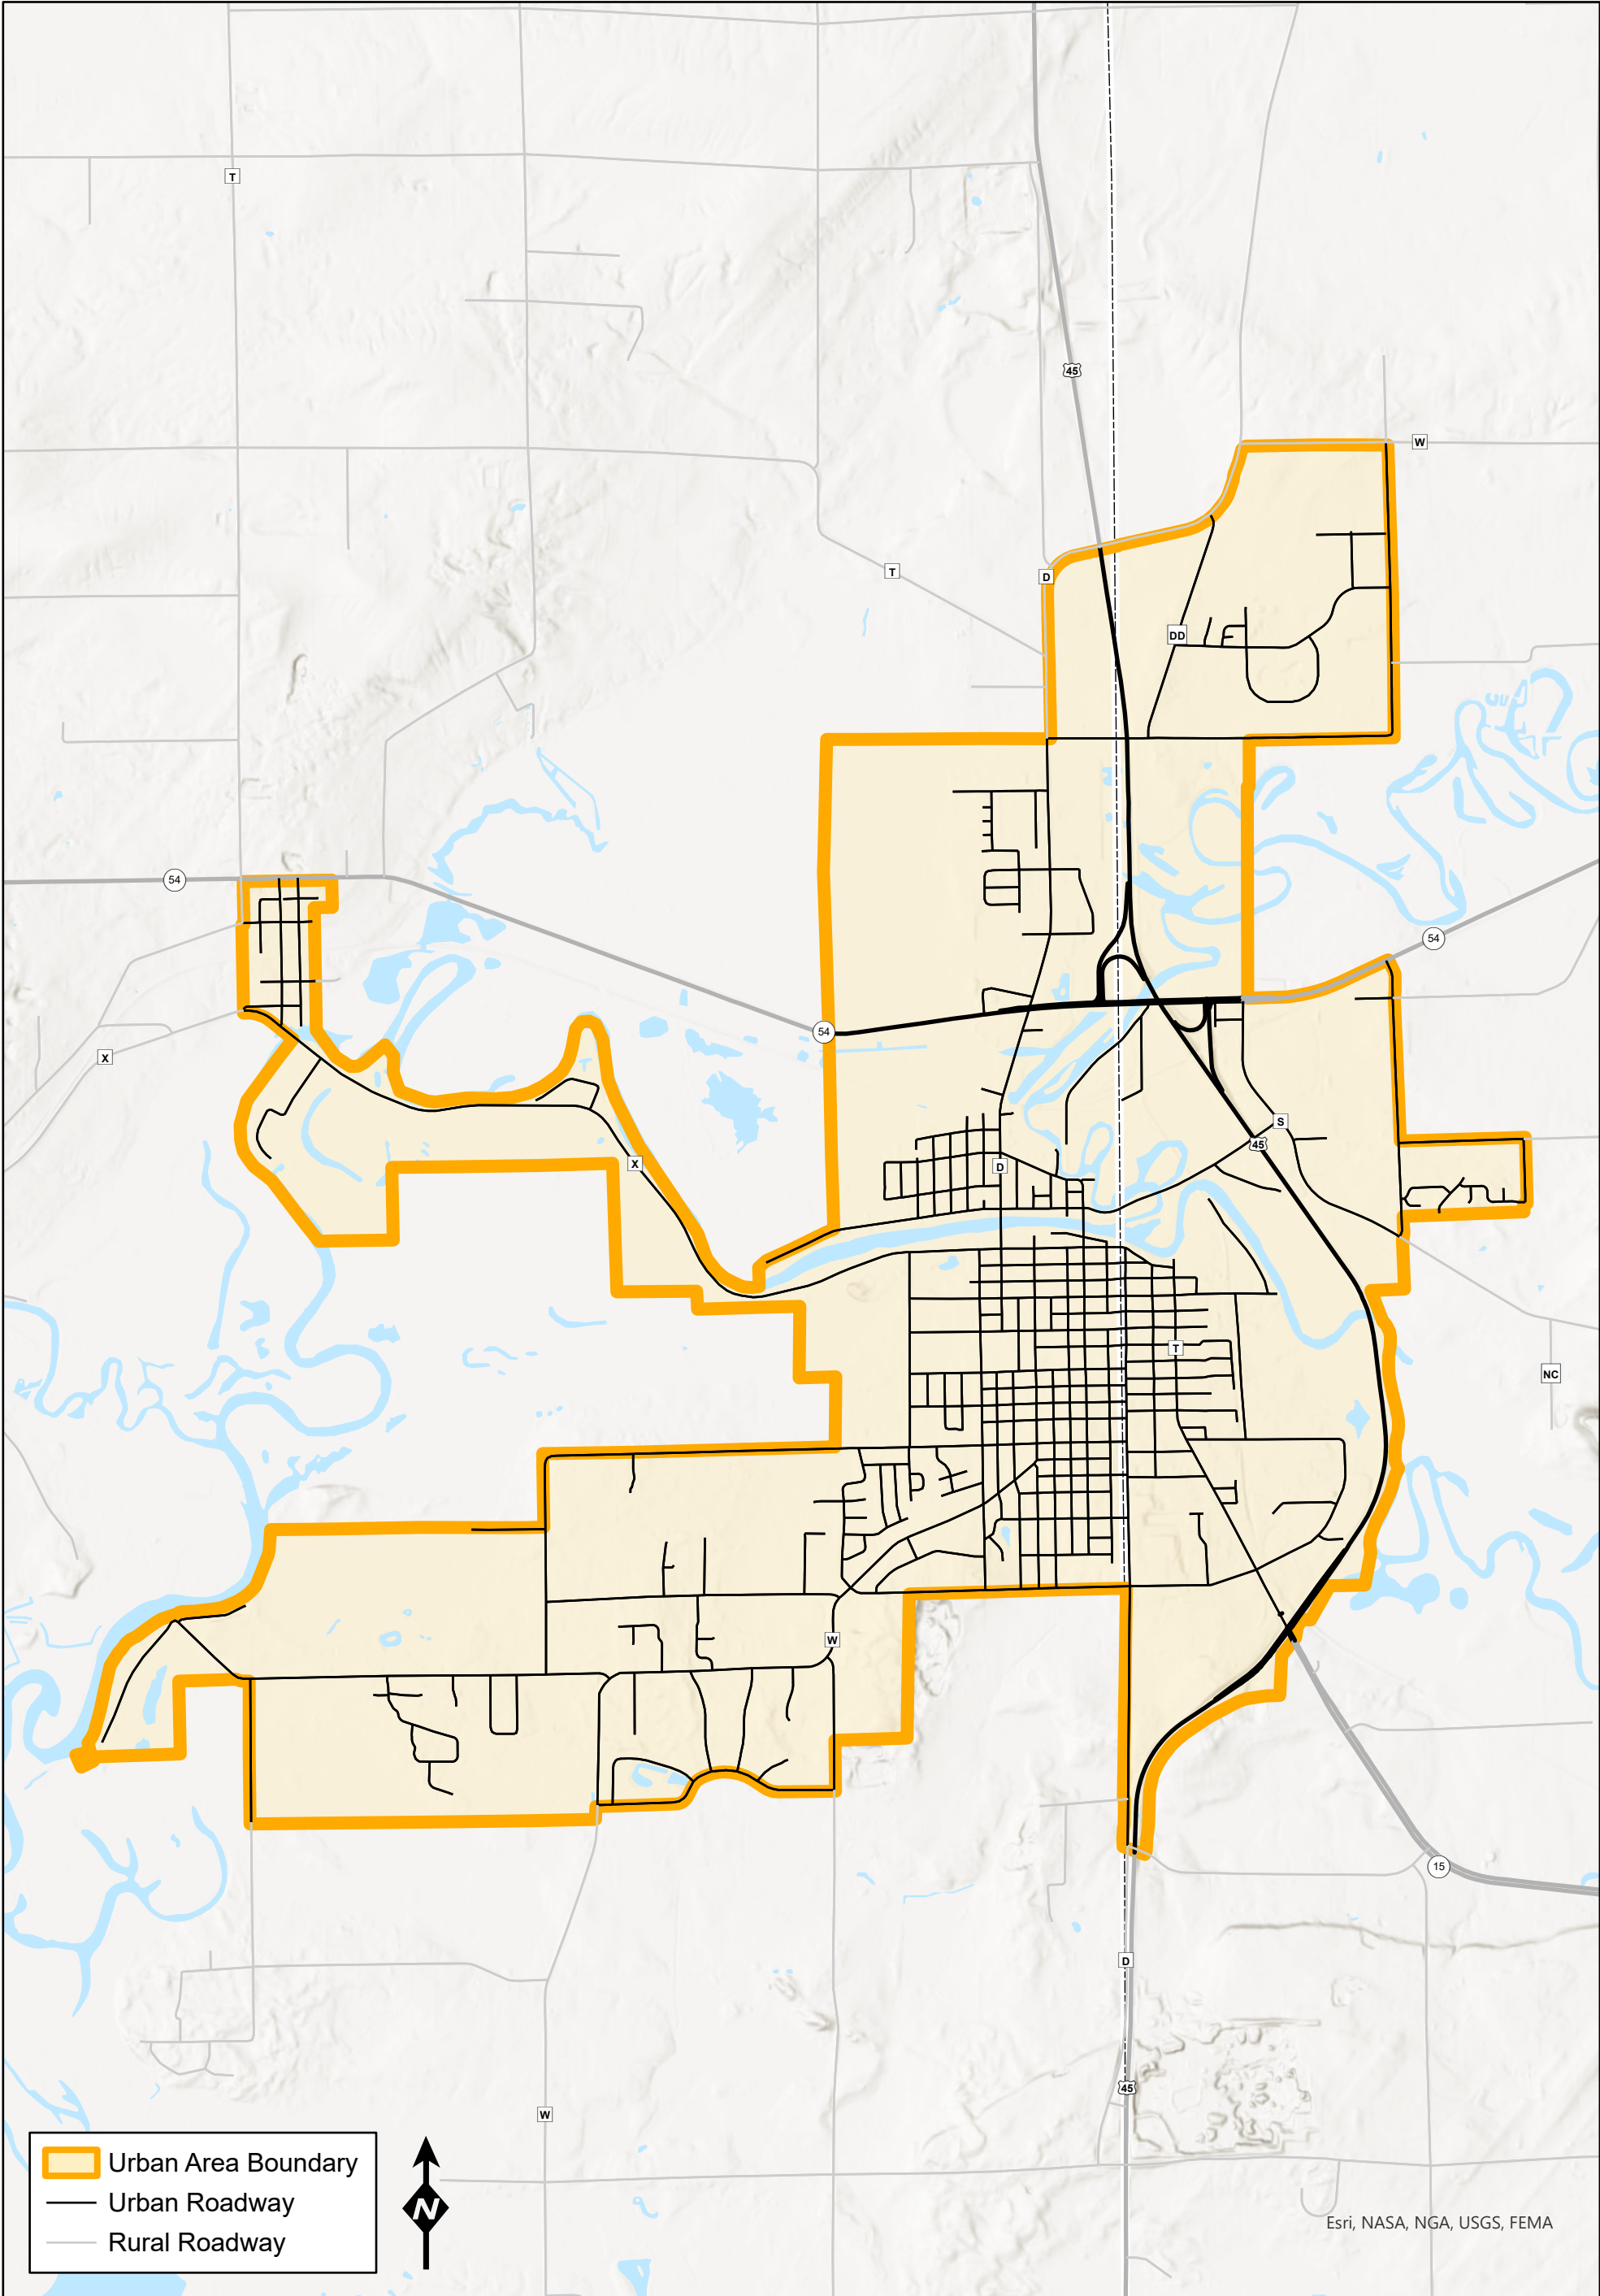 T
45
W
T
D
DD
54
54
54
X
S
45
X
D
T
NC
W
15
D
45
W
Urban Area Boundary
Urban Roadway
Rural Roadway
N
Esri, NASA, NGA, USGS, FEMA